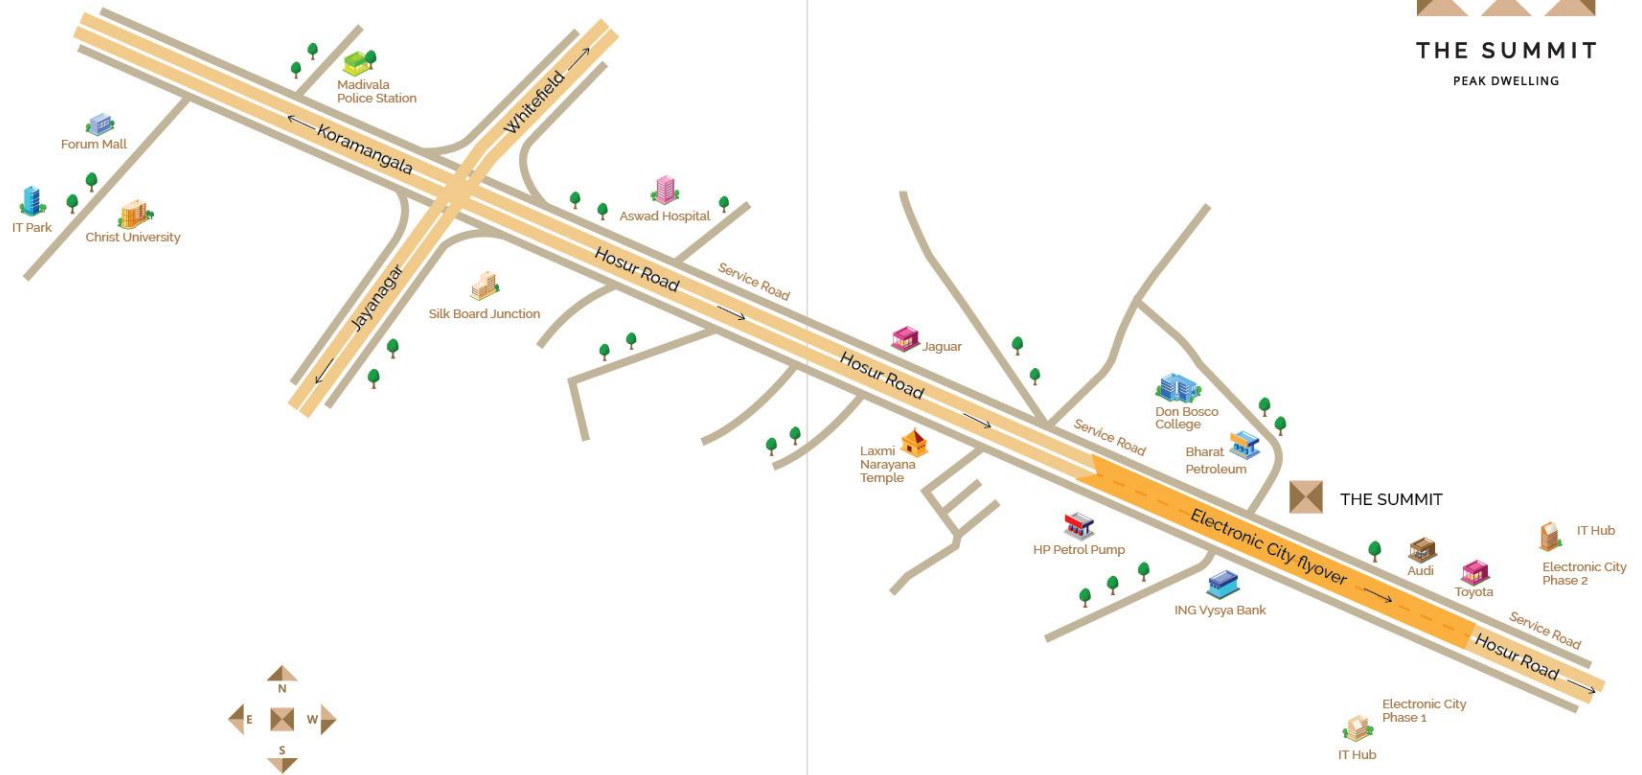 THE SUMMIT
PEAK DWELLING
Madivala
Police Station
Whitefield
Forum Mall
Koramangala
IT Park
Christ University
Aswad Hospital
Hosur Road
Service Road
Jayanagar
Silk Board Junction
Jaguar
Hosur Road
Don Bosco
College
Service Road
Bharat
Petroleum
Laxmi
Narayana
Temple
THE SUMMIT
Electronic City flyover
HP Petrol Pump
IT Hub
Electronic City
Phase 2
Audi
Toyota
ING Vysya Bank
Service Road
Hosur Road
Electronic City
Phase 1
IT Hub
N
E
W
S